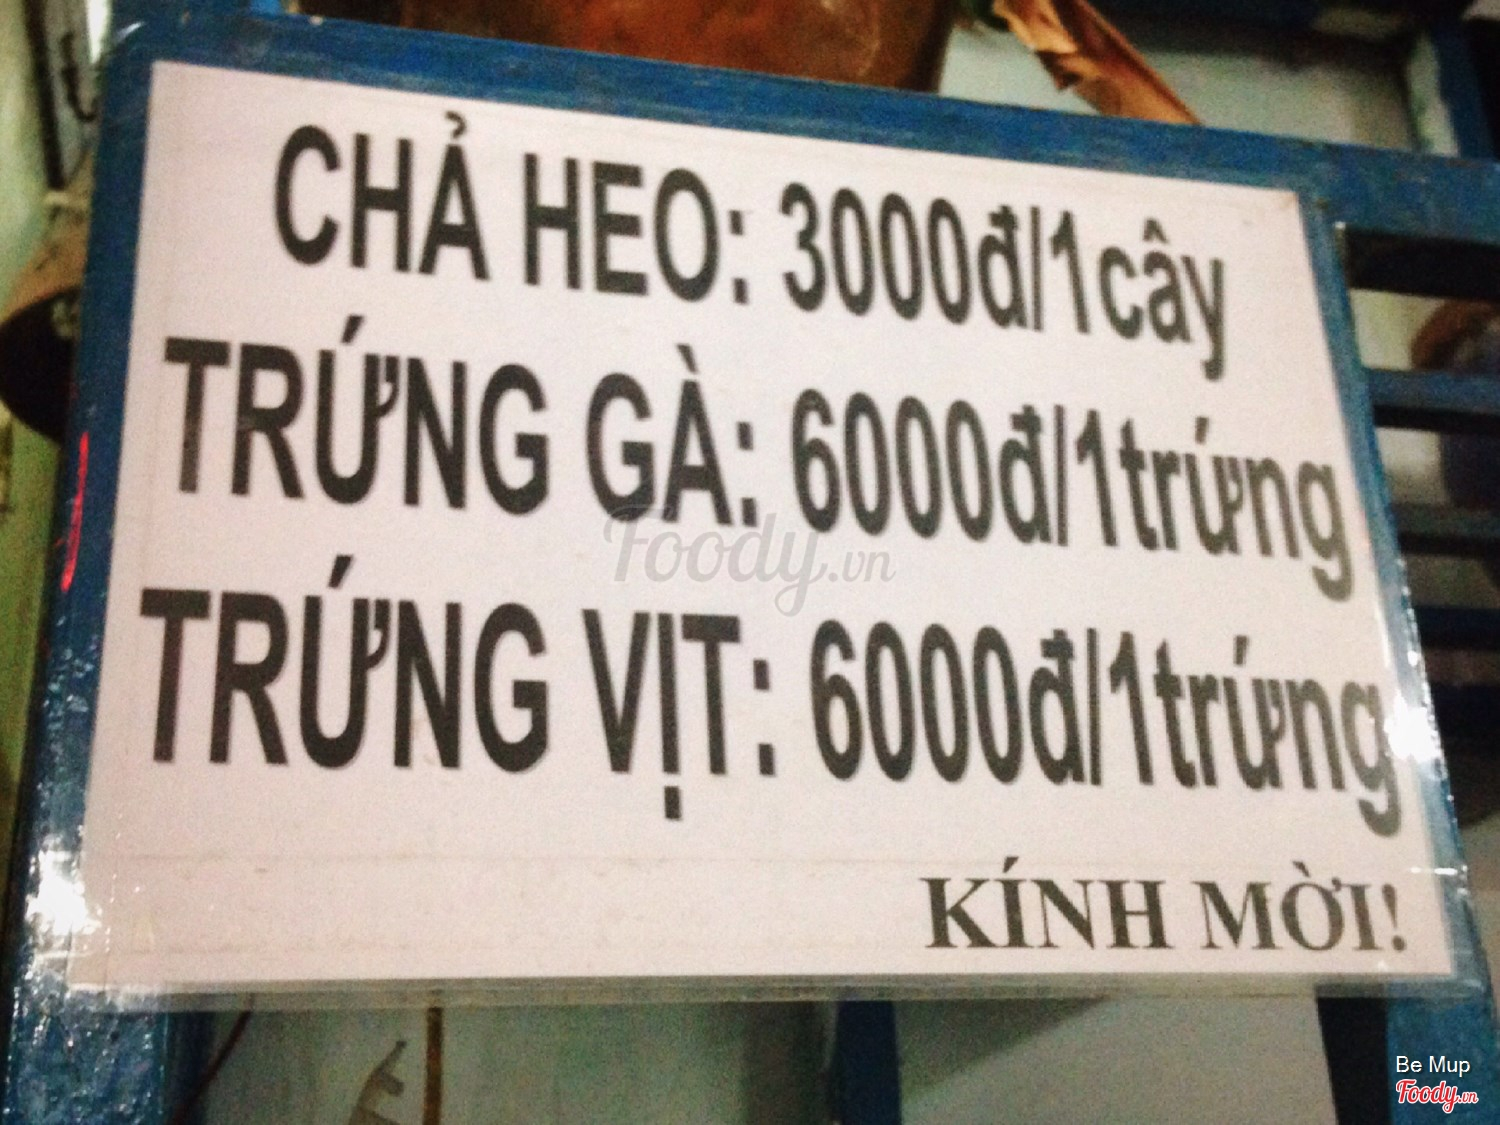 CHẢ HEO: 3000đ/1cây
TRỨNG GÀ: 6000đ/1trứng
Foody.vn
TRỨNG VỊT: 6000đ/1trứng
KÍNH MỜI!
Be Mup
Foody.vn